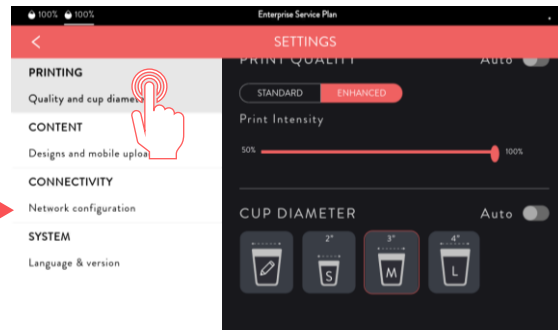 100% 100% Enterprise Service Plan
SETTINGS
PRINTING
Quality and cup diame
CONTENT
Designs and mobile uploa
CONNECTIVITY
Network configuration
SYSTEM
Language & version
PRINT QUALITY Auto
STANDARD ENHANCED
Print Intensity
50% 100%
CUP DIAMETER Auto
2" 3" 4"
S M L